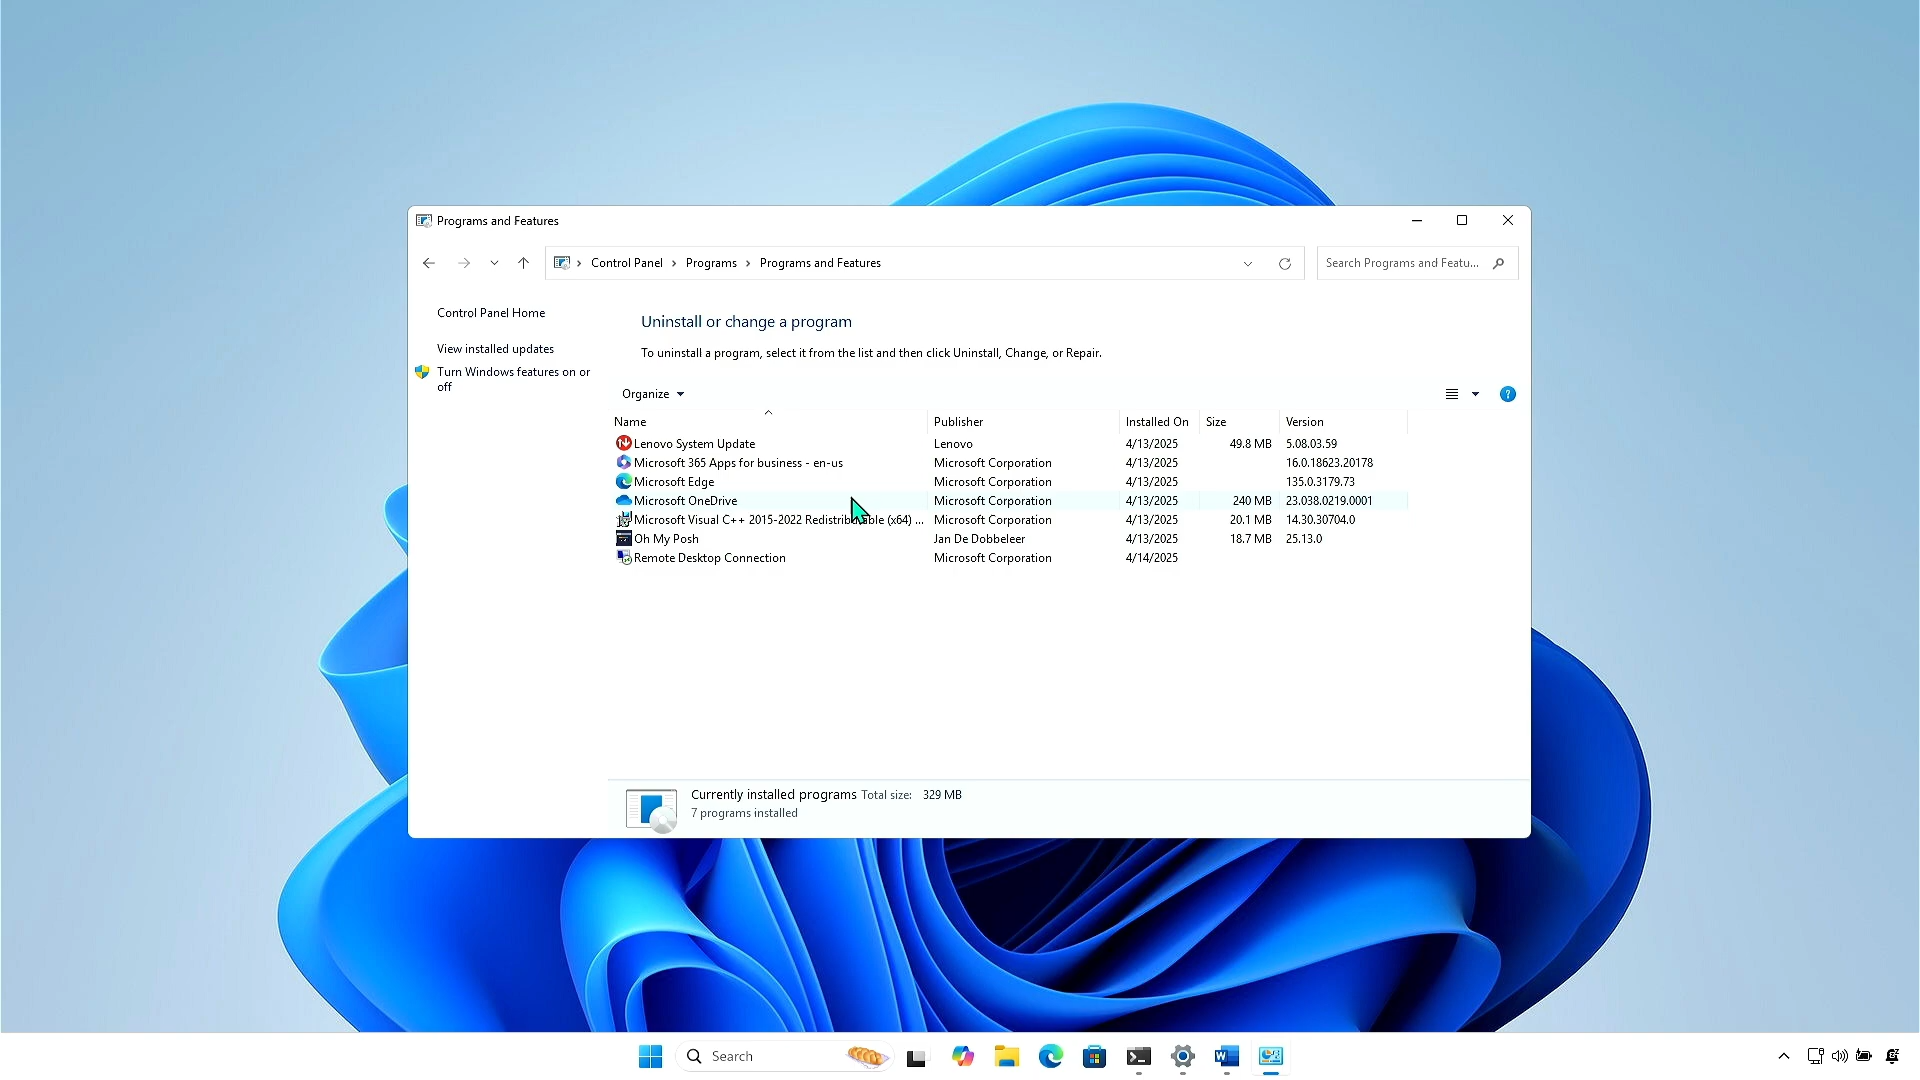 Programs and Features
Control Panel > Programs > Programs and Features
Search Programs and Featu...
Control Panel Home
View installed updates
Turn Windows features on or
off
Uninstall or change a program
To uninstall a program, select it from the list and then click Uninstall, Change, or Repair.
Organize
Name Publisher Installed On Size Version
Lenovo System Update Lenovo 4/13/2025 49.8 MB 5.08.03.59
Microsoft 365 Apps for business - en-us Microsoft Corporation 4/13/2025 16.0.18623.20178
Microsoft Edge Microsoft Corporation 4/13/2025 135.0.3179.73
Microsoft OneDrive Microsoft Corporation 4/13/2025 240 MB 23.038.0219.0001
Microsoft Visual C++ 2015-2022 Redistributable (x64) ... Microsoft Corporation 4/13/2025 20.1 MB 14.30.30704.0
Oh My Posh Jan De Dobbeleer 4/13/2025 18.7 MB 25.13.0
Remote Desktop Connection Microsoft Corporation 4/14/2025
Currently installed programs Total size: 329 MB
7 programs installed
Search